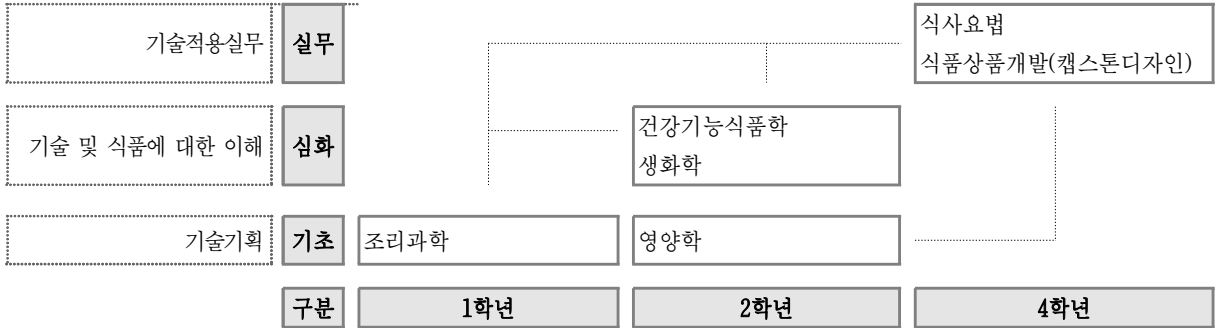 기술적용실무 실무 식사요법
식품상품개발(캡스톤디자인)
기술 및 식품에 대한 이해 심화 건강기능식품학
생화학
기술기획 기초 조리과학 영양학
구분 1학년 2학년 4학년